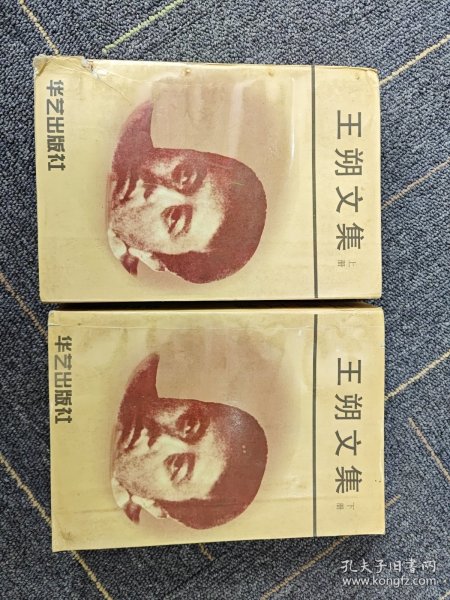 王朔文集
上册
华艺出版社
王朔文集
下册
华艺出版社
孔夫子旧书网
www.kongfz.com